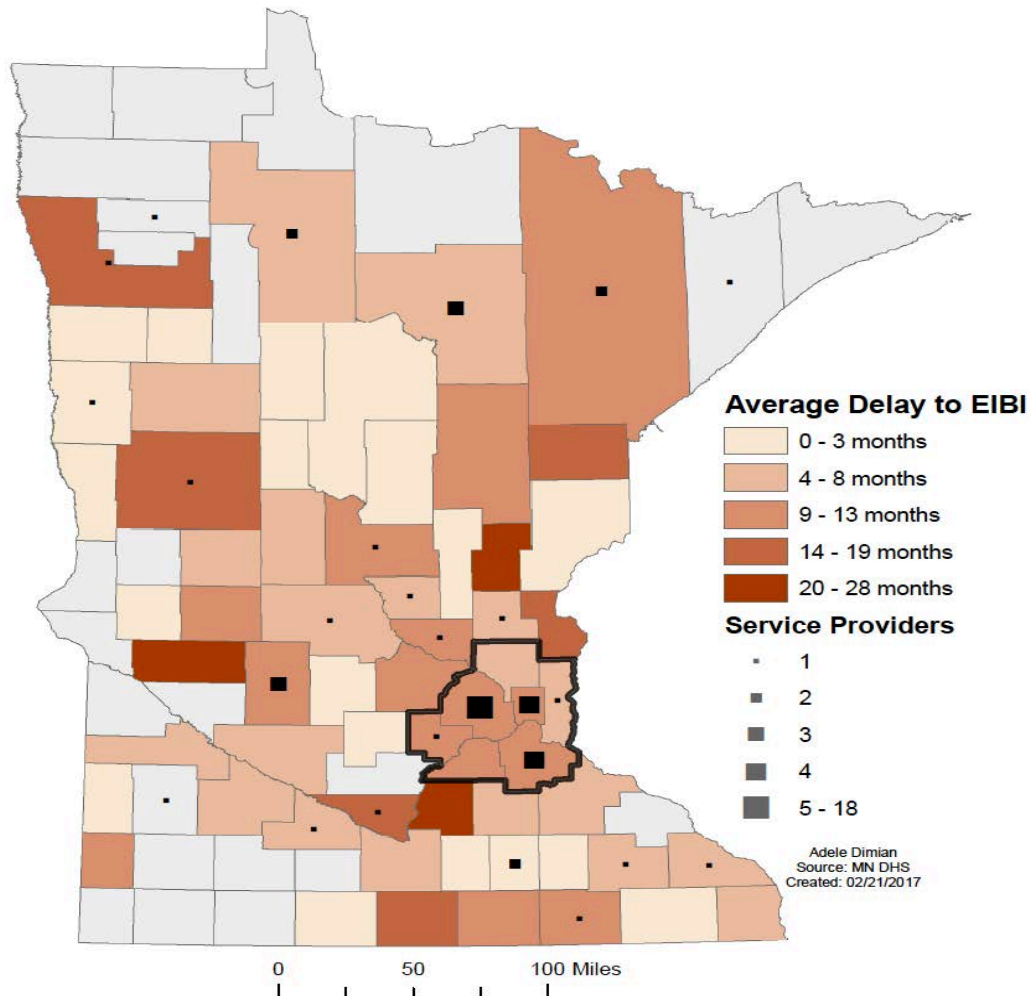 Average Delay to EIBI
0 - 3 months
4 - 8 months
9 - 13 months
14 - 19 months
20 - 28 months
Service Providers
1
2
3
4
5 - 18
Adele Dimian
Source: MN DHS
Created: 02/21/2017
0 50 100 Miles